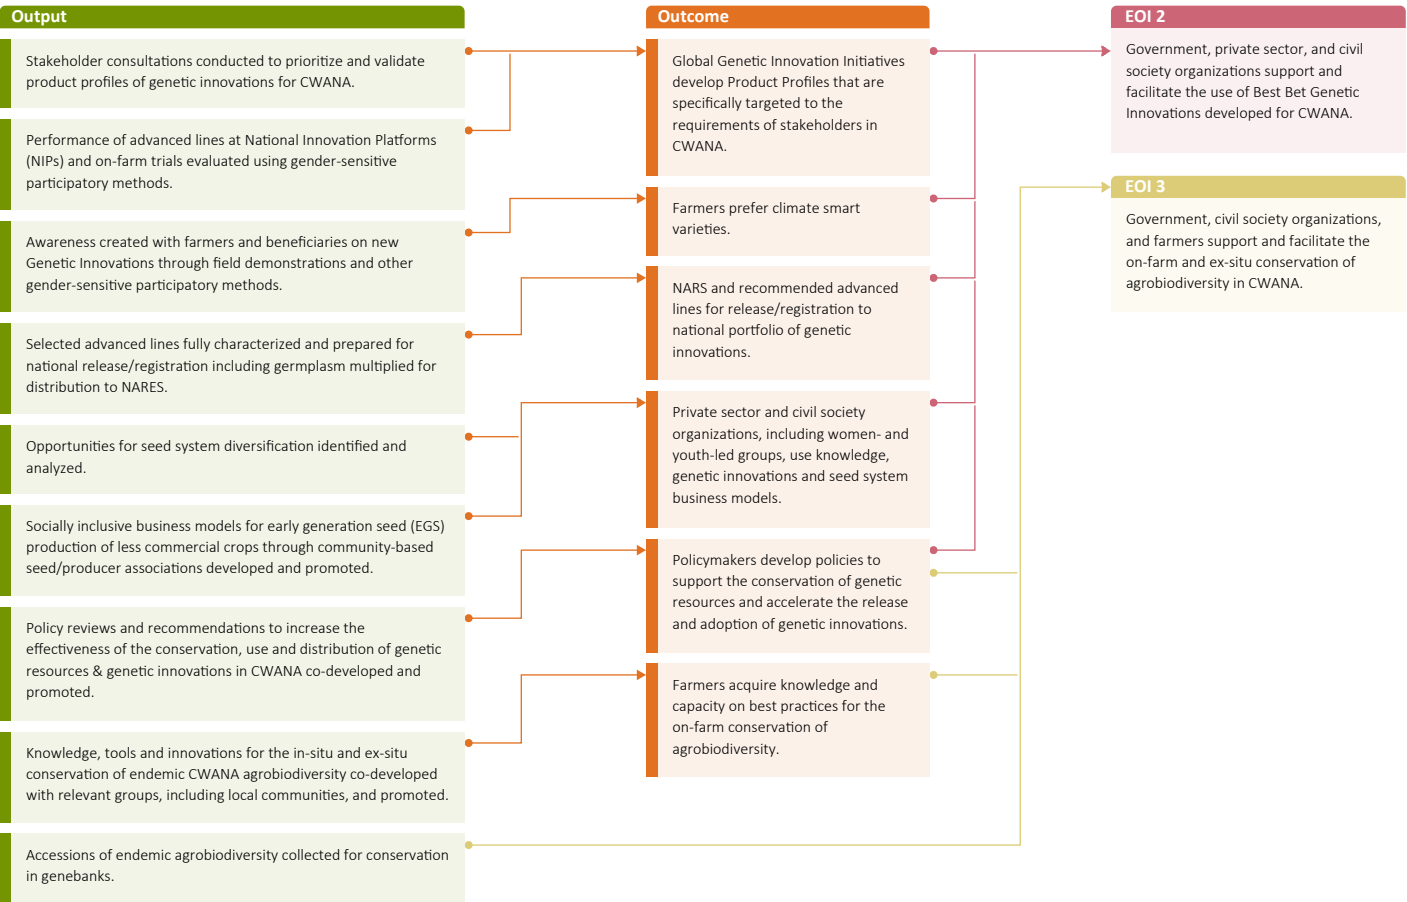 Output
Stakeholder consultations conducted to prioritize and validate
product profiles of genetic innovations for CWANA.
Performance of advanced lines at National Innovation Platforms
(NIPs) and on-farm trials evaluated using gender-sensitive
participatory methods.
Awareness created with farmers and beneficiaries on new
Genetic Innovations through field demonstrations and other
gender-sensitive participatory methods.
Selected advanced lines fully characterized and prepared for
national release/registration including germplasm multiplied for
distribution to NARES.
Opportunities for seed system diversification identified and
analyzed.
Socially inclusive business models for early generation seed (EGS)
production of less commercial crops through community-based
seed/producer associations developed and promoted.
Policy reviews and recommendations to increase the
effectiveness of the conservation, use and distribution of genetic
resources & genetic innovations in CWANA co-developed and
promoted.
Knowledge, tools and innovations for the in-situ and ex-situ
conservation of endemic CWANA agrobiodiversity co-developed
with relevant groups, including local communities, and promoted.
Accessions of endemic agrobiodiversity collected for conservation
in genebanks.
Outcome
Global Genetic Innovation Initiatives
develop Product Profiles that are
specifically targeted to the
requirements of stakeholders in
CWANA.
Farmers prefer climate smart
varieties.
NARS and recommended advanced
lines for release/registration to
national portfolio of genetic
innovations.
Private sector and civil society
organizations, including women- and
youth-led groups, use knowledge,
genetic innovations and seed system
business models.
Policymakers develop policies to
support the conservation of genetic
resources and accelerate the release
and adoption of genetic innovations.
Farmers acquire knowledge and
capacity on best practices for the
on-farm conservation of
agrobiodiversity.
EOI 2
Government, private sector, and civil
society organizations support and
facilitate the use of Best Bet Genetic
Innovations developed for CWANA.
EOI 3
Government, civil society organizations,
and farmers support and facilitate the
on-farm and ex-situ conservation of
agrobiodiversity in CWANA.